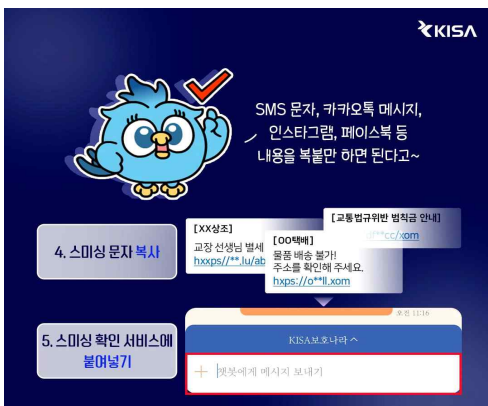 KISA
SMS 문자, 카카오톡 메시지,
인스타그램, 페이스북 등
내용을 복붙만 하면 된다고~
4. 스미싱 문자 복사
[XX상조]
교장 선생님 별세
hxxps//**.lu/ab
[OO택배]
물품 배송 불가!
주소를 확인해 주세요.
hxps://o**ll.xom
[교통법규위반 범칙금 안내]
**cc/xom
오전 11:16
5. 스미싱 확인 서비스에
붙여넣기
KISA보호나라 ^
+ 챗봇에게 메시지 보내기